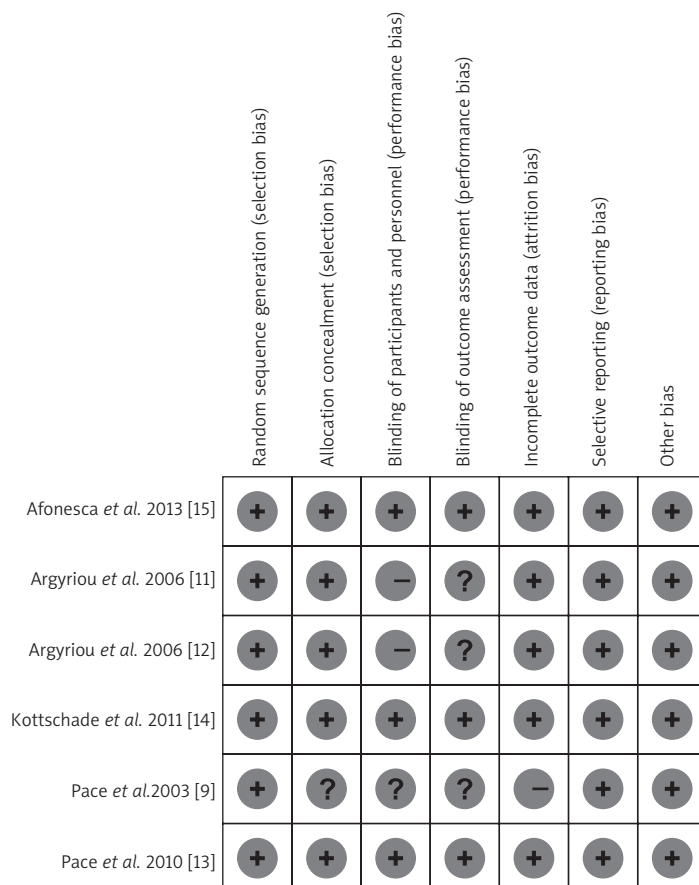 Random sequence generation (selection bias)
Allocation concealment (selection bias)
Blinding of participants and personnel (performance bias)
Blinding of outcome assessment (performance bias)
Incomplete outcome data (attrition bias)
Selective reporting (reporting bias)
Other bias
Afonesca et al. 2013 [15] + + + + + + +
Argyriou et al. 2006 [11] + + – ? + + +
Argyriou et al. 2006 [12] + + – ? + + +
Kottschade et al. 2011 [14] + + + + + + +
Pace et al.2003 [9] + ? ? ? – + +
Pace et al. 2010 [13] + + + + + + +